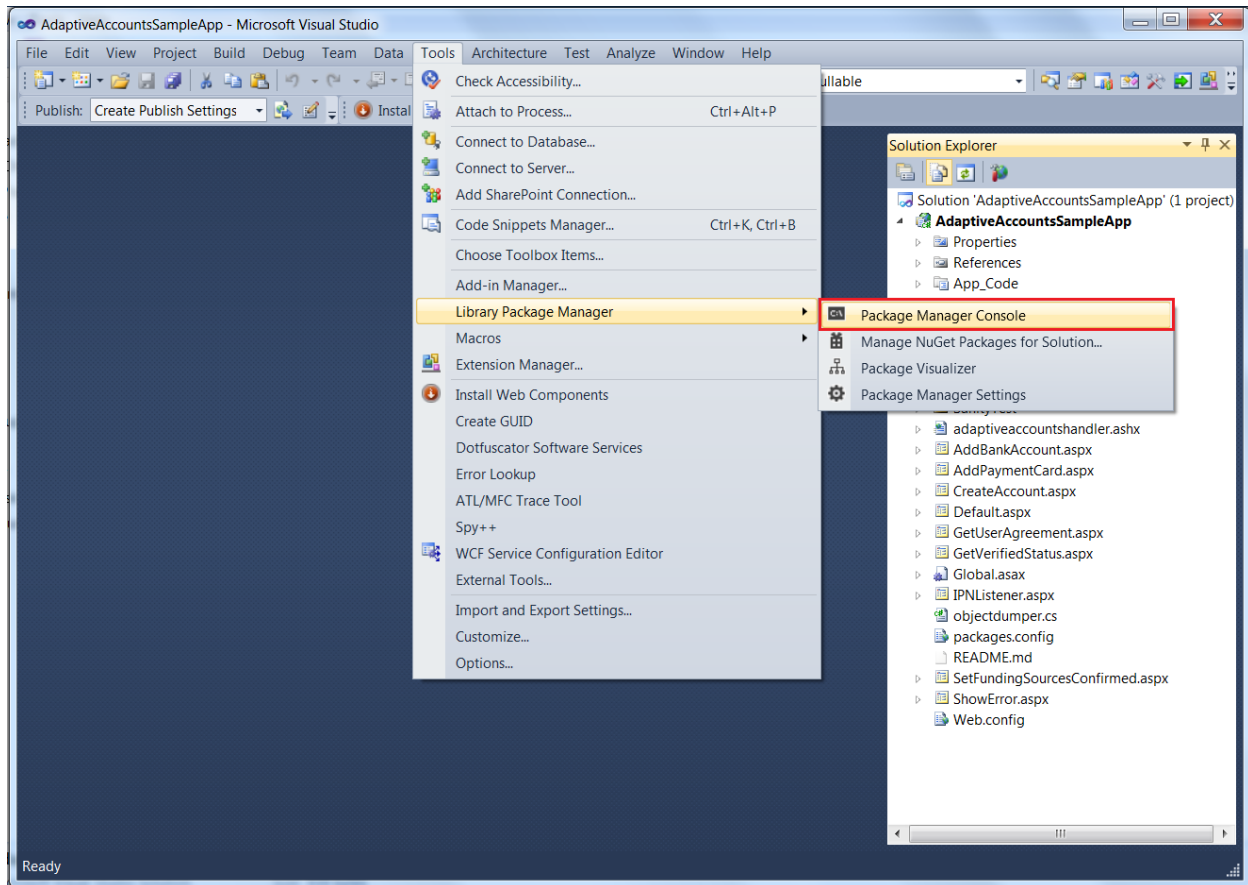 AdaptiveAccountsSampleApp - Microsoft Visual Studio
File Edit View Project Build Debug Team Data Tools Architecture Test Analyze Window Help
Publish: Create Publish Settings
Check Accessibility...
Attach to Process... Ctrl+Alt+P
Connect to Database...
Connect to Server...
Add SharePoint Connection...
Code Snippets Manager... Ctrl+K, Ctrl+B
Choose Toolbox Items...
Add-in Manager...
Library Package Manager
Macros
Extension Manager...
Install Web Components
Create GUID
Dotfuscator Software Services
Error Lookup
ATL/MFC Trace Tool
Spy++
WCF Service Configuration Editor
External Tools...
Import and Export Settings...
Customize...
Options...
Package Manager Console
Manage NuGet Packages for Solution...
Package Visualizer
Package Manager Settings
Solution Explorer
Solution 'AdaptiveAccountsSampleApp' (1 project)
AdaptiveAccountsSampleApp
Properties
References
App_Code
adaptiveaccountshandler.ashx
AddBankAccount.aspx
AddPaymentCard.aspx
CreateAccount.aspx
Default.aspx
GetUserAgreement.aspx
GetVerifiedStatus.aspx
Global.asax
IPNListener.aspx
objectdumper.cs
packages.config
README.md
SetFundingSourcesConfirmed.aspx
ShowError.aspx
Web.config
Ready